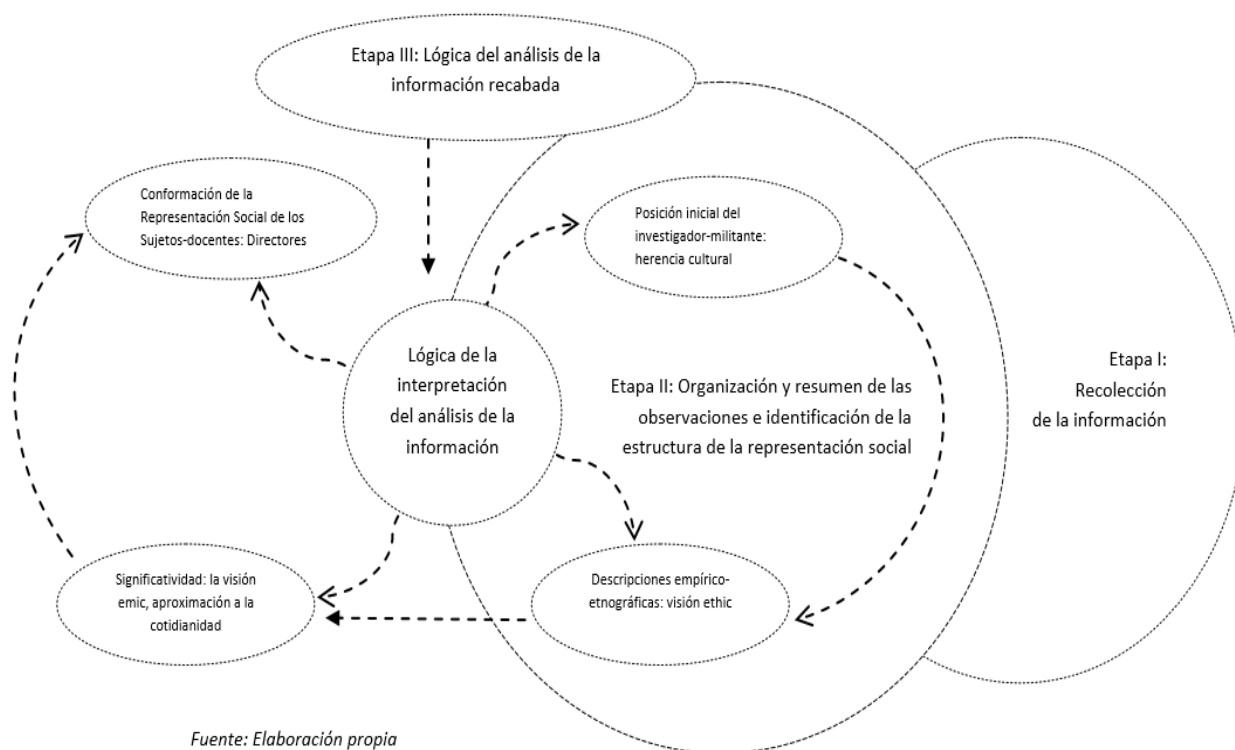 Etapa III: Lógica del análisis de la
información recabada
Conformación de la
Representación Social de los
Sujetos-docentes: Directores
Posición inicial del
investigador-militante:
herencia cultural
Lógica de la
interpretación
del análisis de la
información
Etapa II: Organización y resumen de las
observaciones e identificación de la
estructura de la representación social
Etapa I:
Recolección
de la información
Significatividad: la visión
emic, aproximación a la
cotidianidad
Descripciones empírico-
etnográficas: visión ethic
Fuente: Elaboración propia